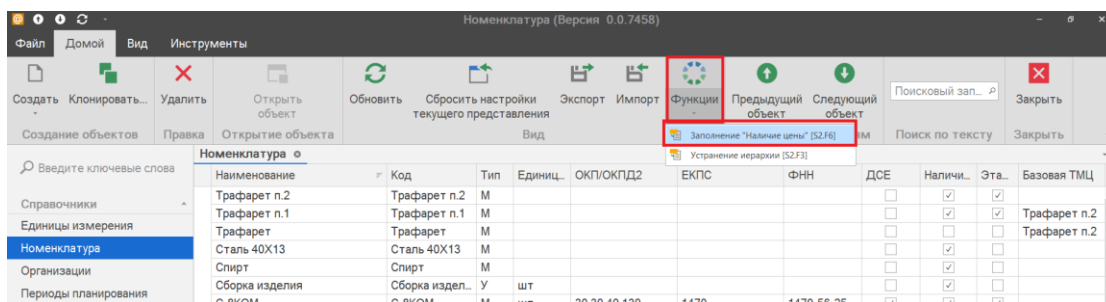 Номенклатура (Версия 0.0.7458)
Файл Домой Вид Инструменты
Создать Клонировать... Удалить Открыть объект Обновить Сбросить настройки текущего представления Экспорт Импорт Функции Предыдущий объект Следующий объект Поисковый зап... Закрыть
Создание объектов Правка Открытие объекта Вид Поиск по тексту Закрыть
Заполнение "Наличие цены" [S2.F6]
Устранение иерархии [S2.F3]
Введите ключевые слова
Справочники
Единицы измерения
Номенклатура
Организации
Периоды планирования
Номенклатура
Наименование Код Тип Единиц... ОКП/ОКПД2 ЕКПС ФНН ДСЕ Наличи... Эта... Базовая ТМЦ
Трафарет п.2 Трафарет п.2 М
Трафарет п.1 Трафарет п.1 М Трафарет п.2
Трафарет Трафарет М Трафарет п.2
Сталь 40Х13 Сталь 40Х13 М
Спирт Спирт М
Сборка изделия Сборка издел... У шт